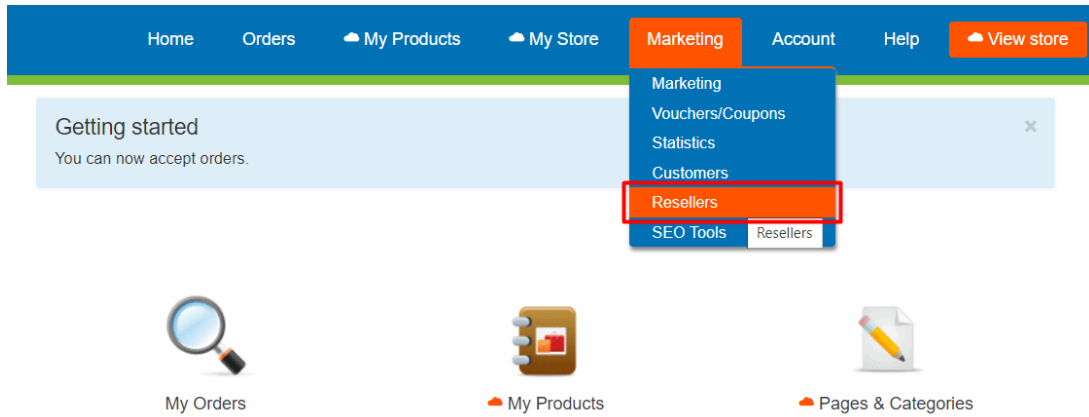 Home Orders My Products My Store Marketing Account Help View store
Marketing
Vouchers/Coupons
Statistics
Customers
Resellers
SEO Tools
Resellers
Getting started
×
You can now accept orders.
My Orders
My Products
Pages & Categories